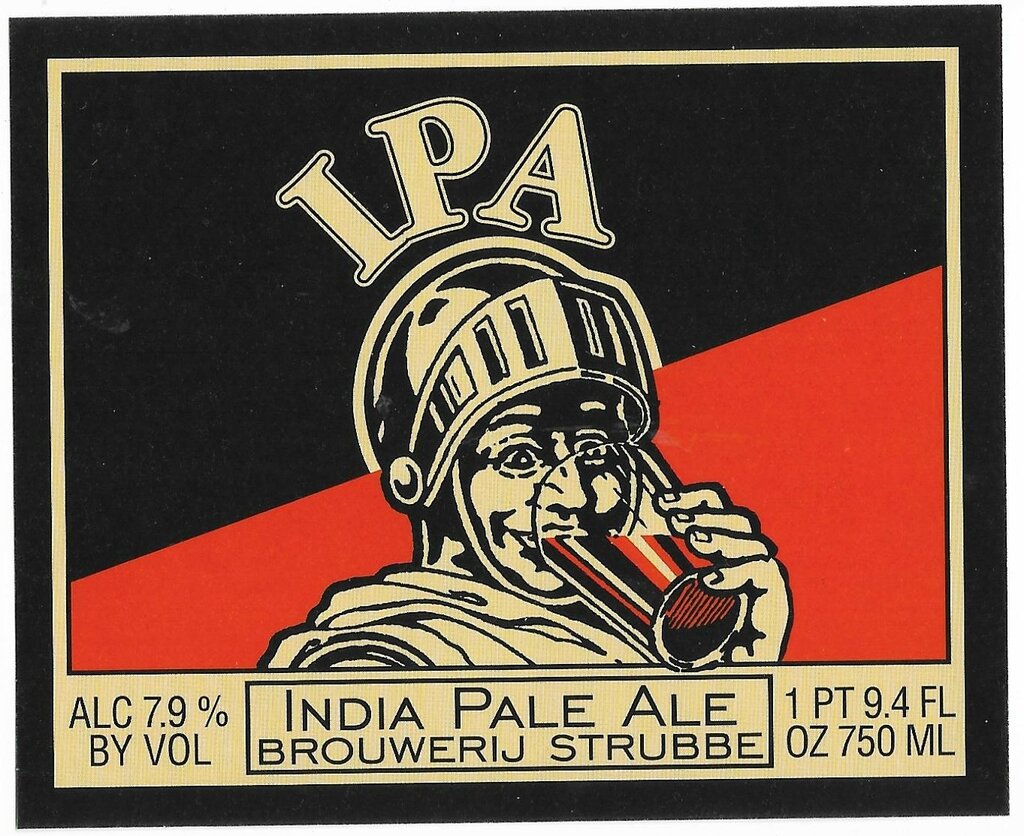 IPA
ALC 7.9 %
BY VOL
INDIA PALE ALE
BROUWERIJ STRUBBE
1 PT 9.4 FL
OZ 750 ML